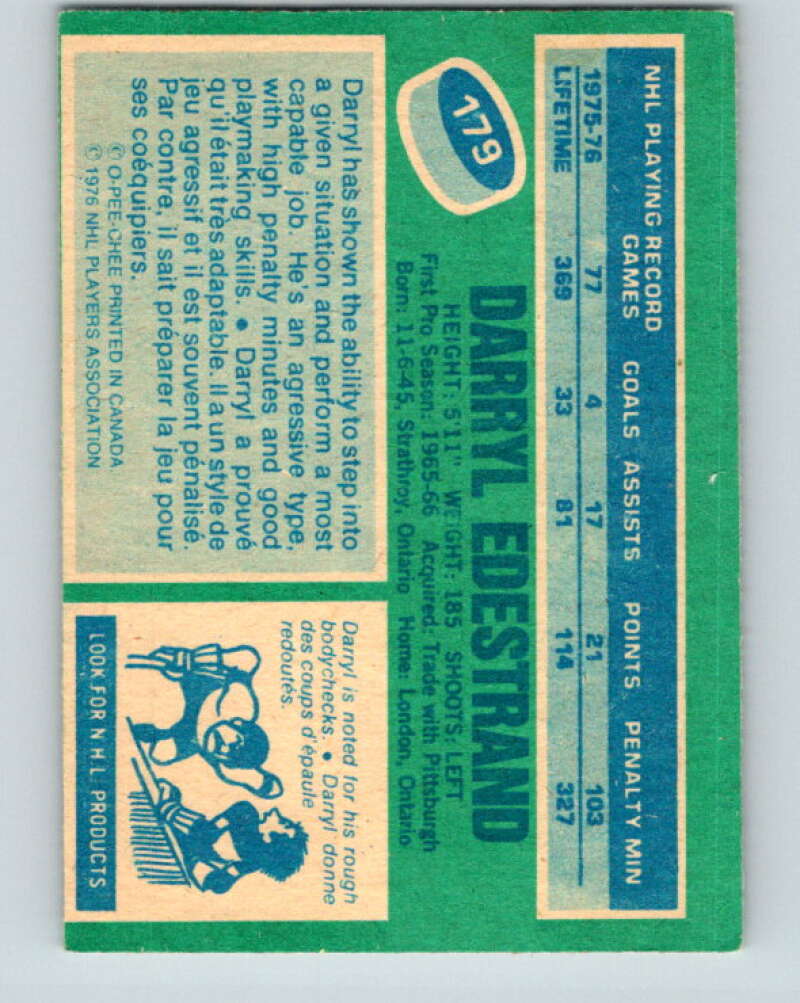 NHL PLAYING RECORD
GAMES GOALS ASSISTS POINTS PENALTY MIN
1975-76 77 4 17 21 103
LIFETIME 369 33 81 114 327
179
DARRYL EDESTRAND
HEIGHT: 5'11" WEIGHT: 185 SHOOTS: LEFT
First Pro Season: 1965-66 Acquired: Trade with Pittsburgh
Born: 11-6-45, Strathroy, Ontario Home: London, Ontario
Darryl has shown the ability to step into
a given situation and perform a most
capable job. He's an agressive type,
with high penalty minutes and good
playmaking skills. • Darryl a prouvé
qu'il était très adaptable. Il a un style de
jeu agressif et il est souvent pénalisé.
Par contre, il sait préparer la jeu pour
ses coéquipiers.
© O-PEE-CHEE PRINTED IN CANADA
© 1976 NHL PLAYERS ASSOCIATION
Darryl is noted for his rough
bodychecks. • Darryl donne
des coups d'épaule
redoutés.
LOOK FOR N H L PRODUCTS